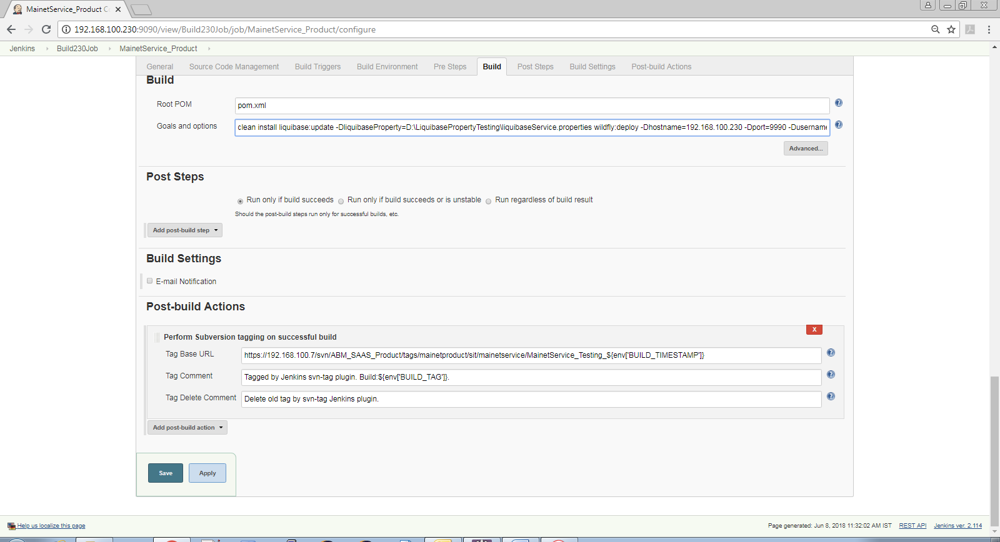 MainetService_Product C
192.168.100.230:9090/view/Build230Job/job/MainetService_Product/configure
Jenkins Build230Job MainetService_Product
General Source Code Management Build Triggers Build Environment Pre Steps Build Post Steps Build Settings Post-build Actions
Build
Root POM pom.xml
Goals and options clean install liquibase:update -DliquibaseProperty=D:\LiquibasePropertyTesting\liquibaseService.properties wildfly:deploy -Dhostname=192.168.100.230 -Dport=9990 -Dusername
Advanced...
Post Steps
Run only if build succeeds Run only if build succeeds or is unstable Run regardless of build result
Should the post-build steps run only for successful builds, etc.
Add post-build step
Build Settings
E-mail Notification
Post-build Actions
X
Perform Subversion tagging on successful build
Tag Base URL https://192.168.100.7/svn/ABM_SAAS_Product/tags/mainetproduct/sit/mainetservice/MainetService_Testing_${env['BUILD_TIMESTAMP']}
Tag Comment Tagged by Jenkins svn-tag plugin. Build:${env['BUILD_TAG']}.
Tag Delete Comment Delete old tag by svn-tag Jenkins plugin.
Add post-build action
Save Apply
Help us localize this page Page generated: Jun 8, 2018 11:32:02 AM IST REST API Jenkins ver. 2.114